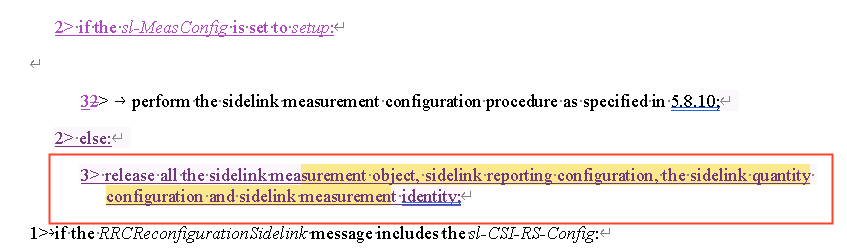 2> if the sl-MeasConfig is set to setup:
32> perform the sidelink measurement configuration procedure as specified in 5.8.10;
2> else:
3> release all the sidelink measurement object, sidelink reporting configuration, the sidelink quantity
configuration and sidelink measurement identity;
1> if the RRCReconfigurationSidelink message includes the sl-CSI-RS-Config: